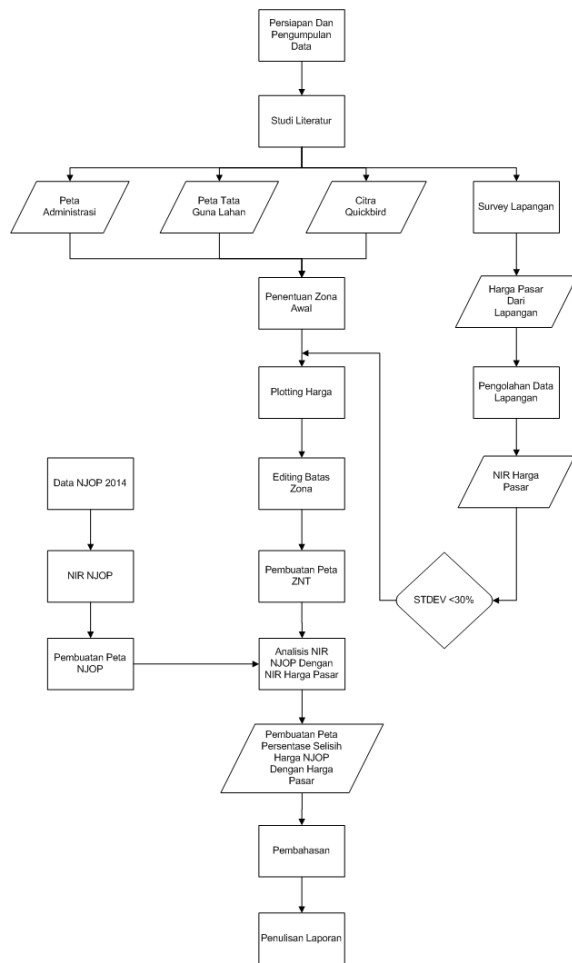 Persiapan Dan
Pengumpulan
Data
Studi Literatur
Peta
Administrasi
Peta Tata
Guna Lahan
Citra
Quickbird
Survey Lapangan
Penentuan Zona
Awal
Harga Pasar
Dari
Lapangan
Plotting Harga
Pengolahan Data
Lapangan
Data NJOP 2014
Editing Batas
Zona
NIR Harga
Pasar
NIR NJOP
Pembuatan Peta
ZNT
STDEV <30%
Pembuatan Peta
NJOP
Analisis NIR
NJOP Dengan
NIR Harga Pasar
Pembuatan Peta
Persentase Selisih
Harga NJOP
Dengan Harga
Pasar
Pembahasan
Penulisan Laporan